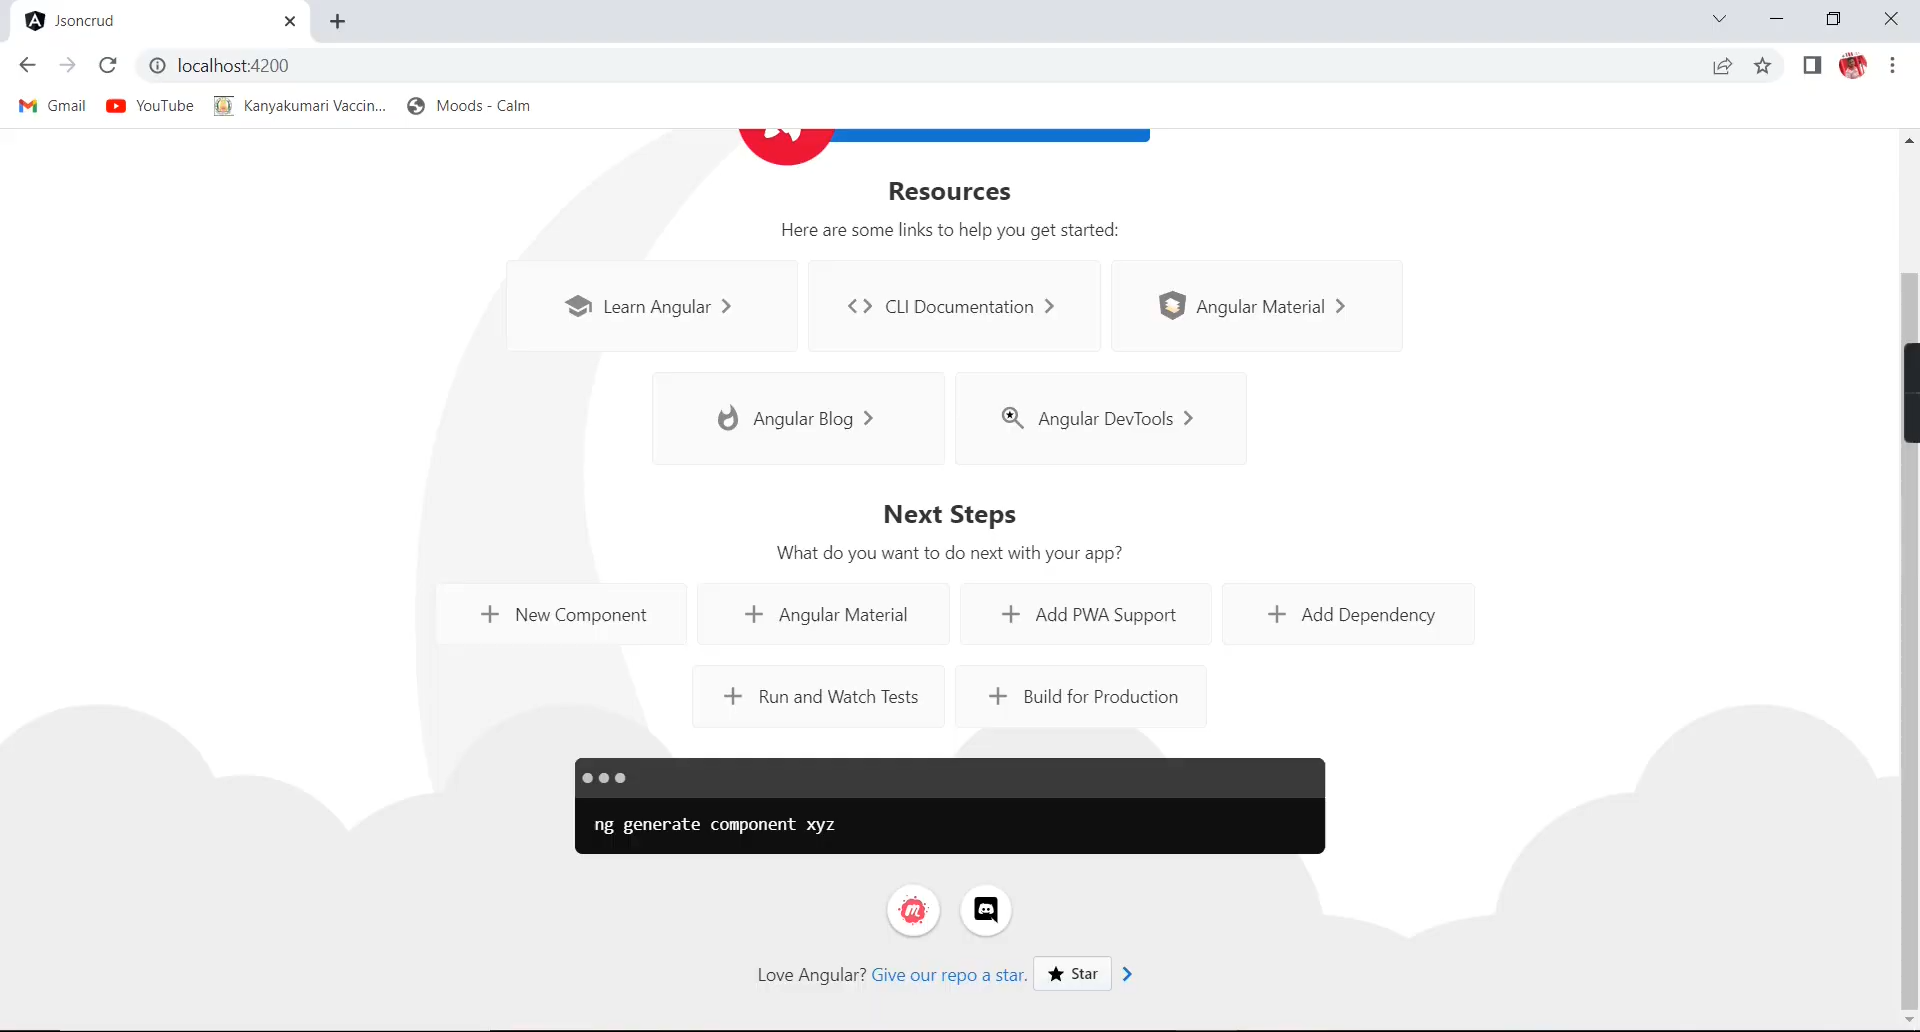 Jsoncrud
localhost:4200
Gmail
YouTube
Kanyakumari Vaccin...
Moods - Calm
Resources
Here are some links to help you get started:
Learn Angular
CLI Documentation
Angular Material
Angular Blog
Angular DevTools
Next Steps
What do you want to do next with your app?
New Component
Angular Material
Add PWA Support
Add Dependency
Run and Watch Tests
Build for Production
ng generate component xyz
Love Angular? Give our repo a star. Star